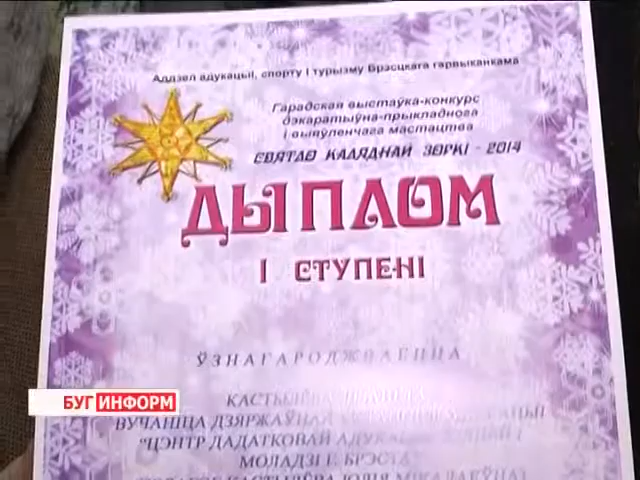 Аддзел адукацыі, спорту і турызму Брэсцкага гарвыканкама
Гарадская выстаўка-конкурс
дэкаратыўна-прыкладнога
і выяўленчага мастацтва
СВЯТЛО КАЛЯДНАЙ ЗОРКІ - 2014
ДЫПЛОМ
І СТУПЕНІ
ЎЗНАГАРОДЖВАЕЦЦА
ВУЧАНІЦА ДЗЯРЖАЎНАЙ
"ЦЭНТР ДАДАТКОВАЙ
МОЛАДЗІ Г. БРЭСТА
БУГИНФОРМ